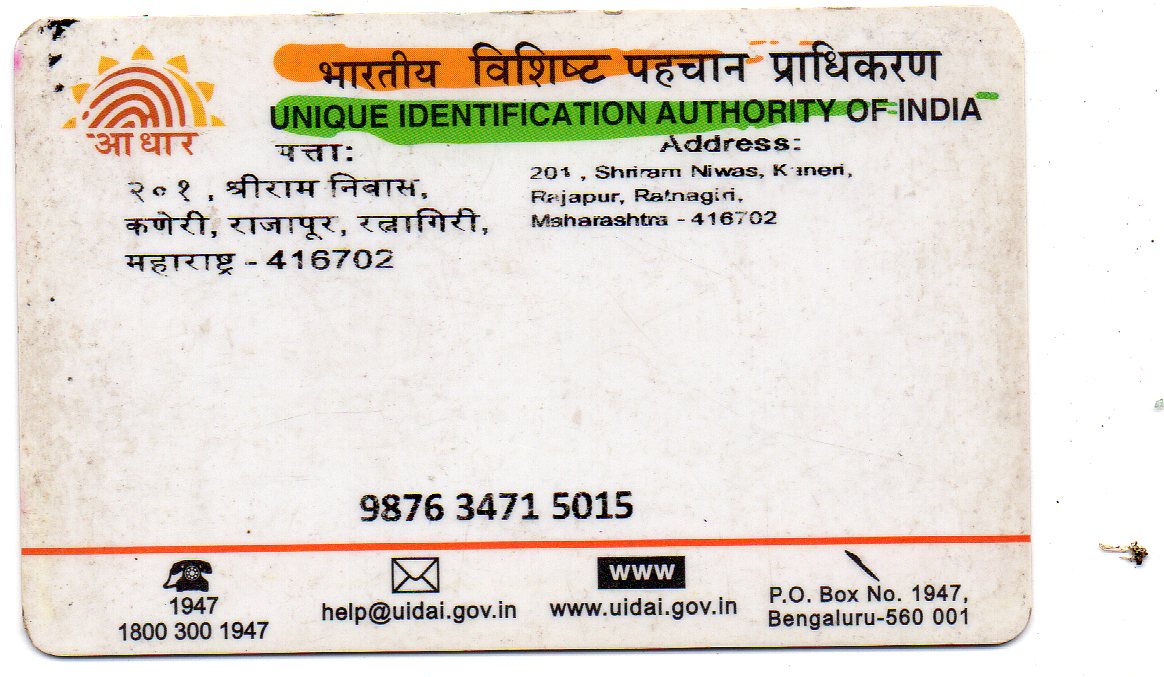 भारतीय विशिष्ट पहचान प्राधिकरण
UNIQUE IDENTIFICATION AUTHORITY OF INDIA
आधार
पत्ता:
२०१ , श्रीराम निवास,
कणेरी, राजापूर, रत्नागिरी,
महाराष्ट्र - 416702
Address:
201 , Shriram Niwas, Kaneri,
Rajapur, Ratnagiri,
Maharashtra - 416702
9876 3471 5015
1947
1800 300 1947
help@uidai.gov.in
www
www.uidai.gov.in
P.O. Box No. 1947,
Bengaluru-560 001